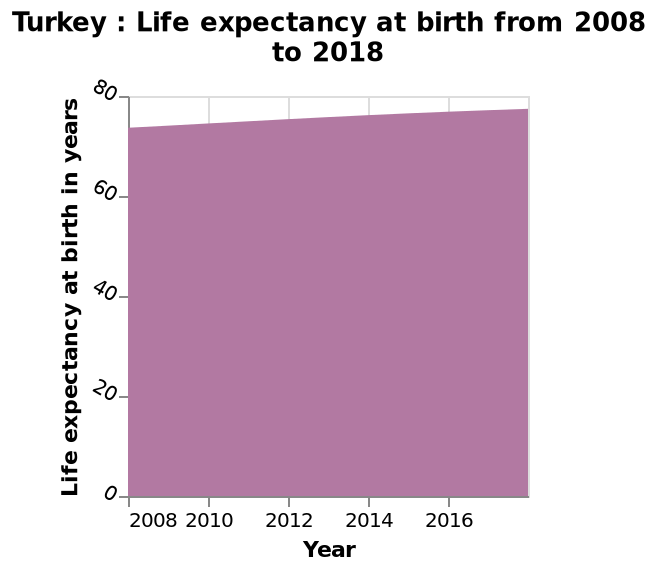 Turkey : Life expectancy at birth from 2008
to 2018
Life expectancy at birth in years
80
60
40
20
0
2008 2010 2012 2014 2016
Year